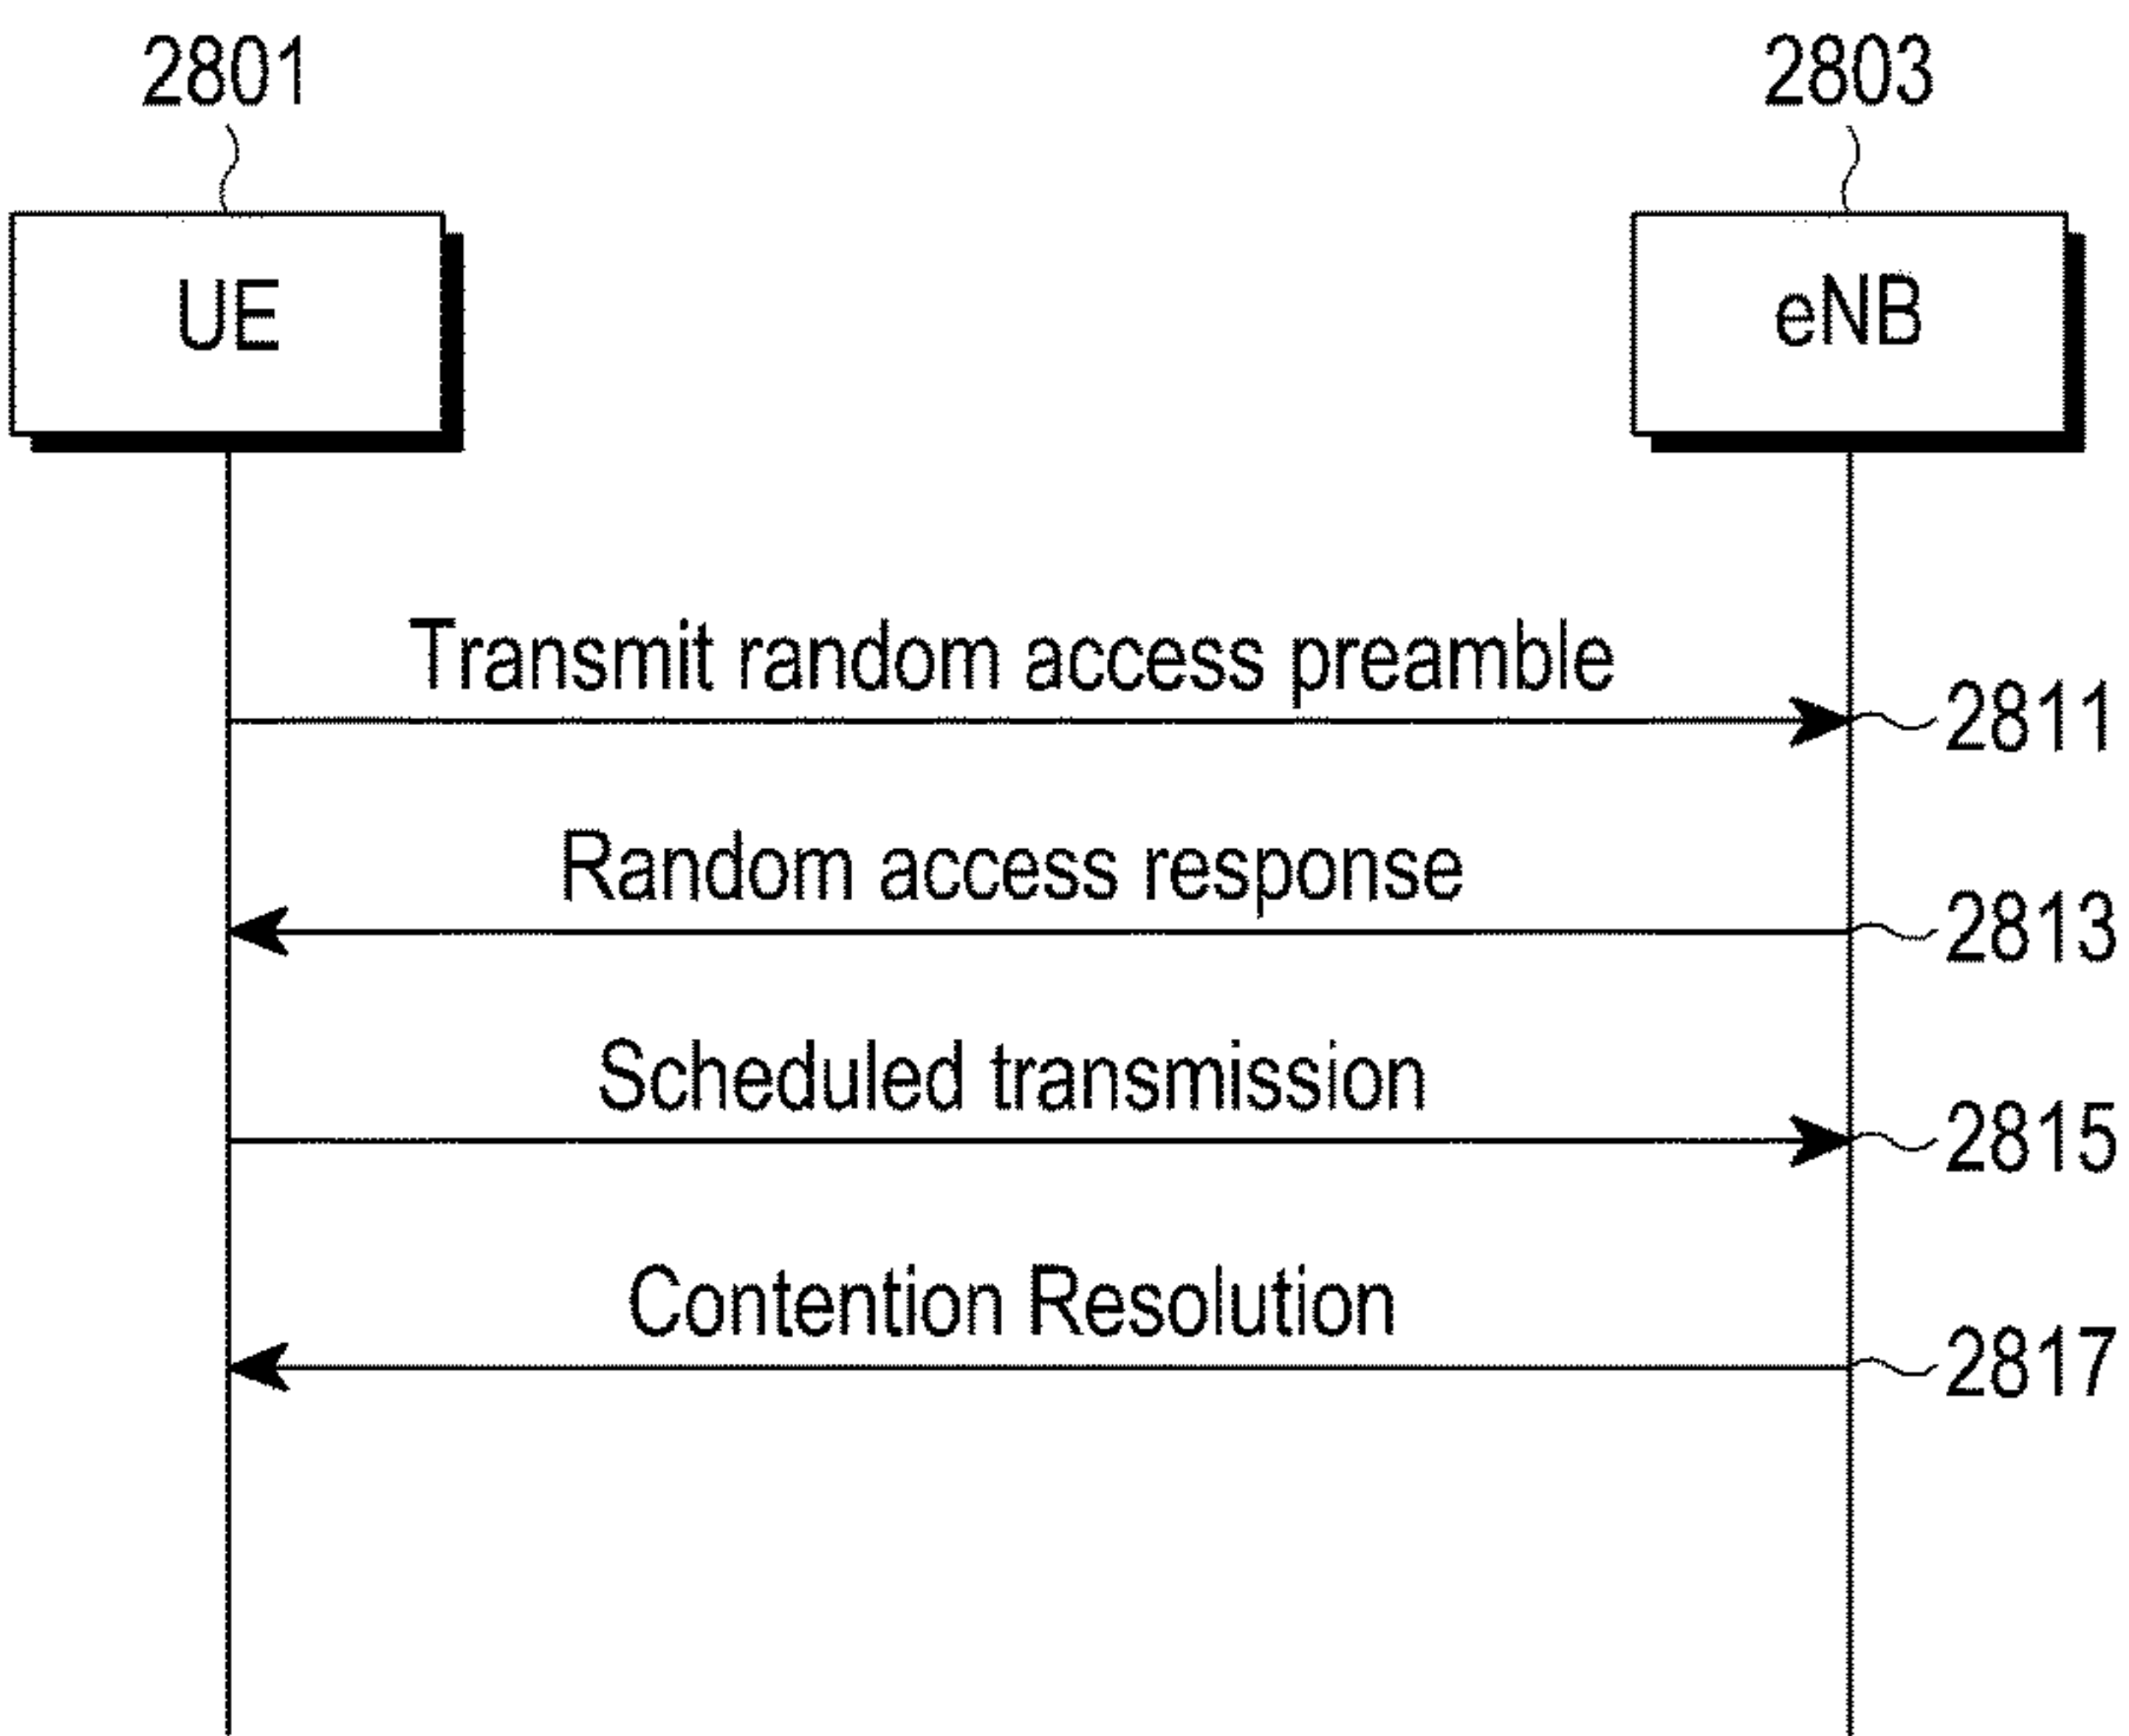 2801
2803
UE
eNB
Transmit random access preamble
2811
Random access response
2813
Scheduled transmission
2815
Contention Resolution
2817